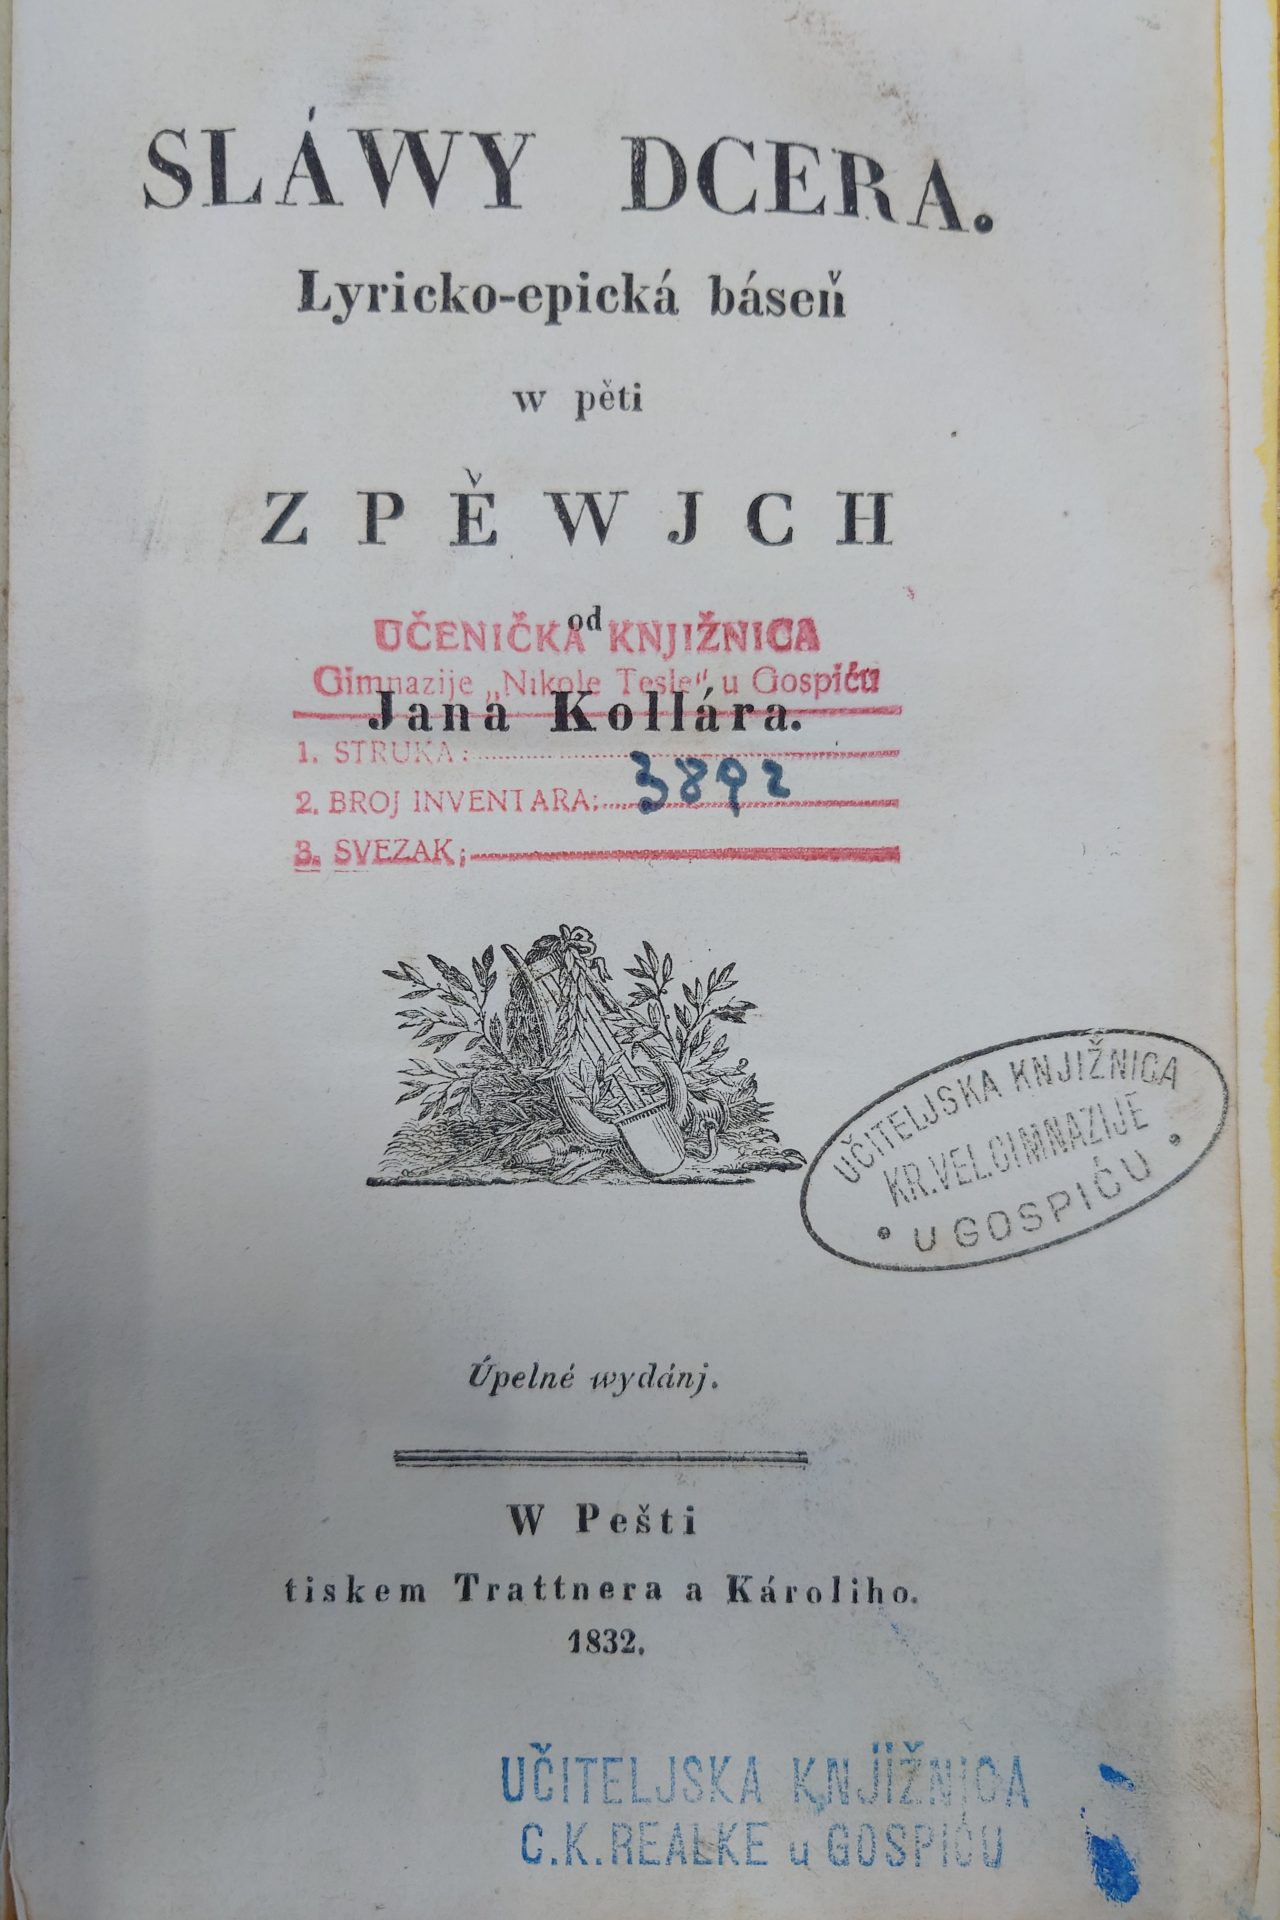 SLÁWY DCERA.
Lyricko-epická báseň
w pěti
ZPĚWJCH
od
UČENIČKA KNJIŽNICA
Gimnazije „Nikole Tesle" u Gospiću
Jana Kollára.
1. STRUKA:
2. BROJ INVENTARA: 3892
3. SVEZAK:
UČITELJSKA KNJIŽNICA
KR.VEL.GIMNAZIJE
• U GOSPIĆU •
Úpelné wydánj.
W Pešti
tiskem Trattnera a Károliho.
1832.
UČITELJSKA KNJIŽNICA
C.K.REALKE u GOSPIĆU